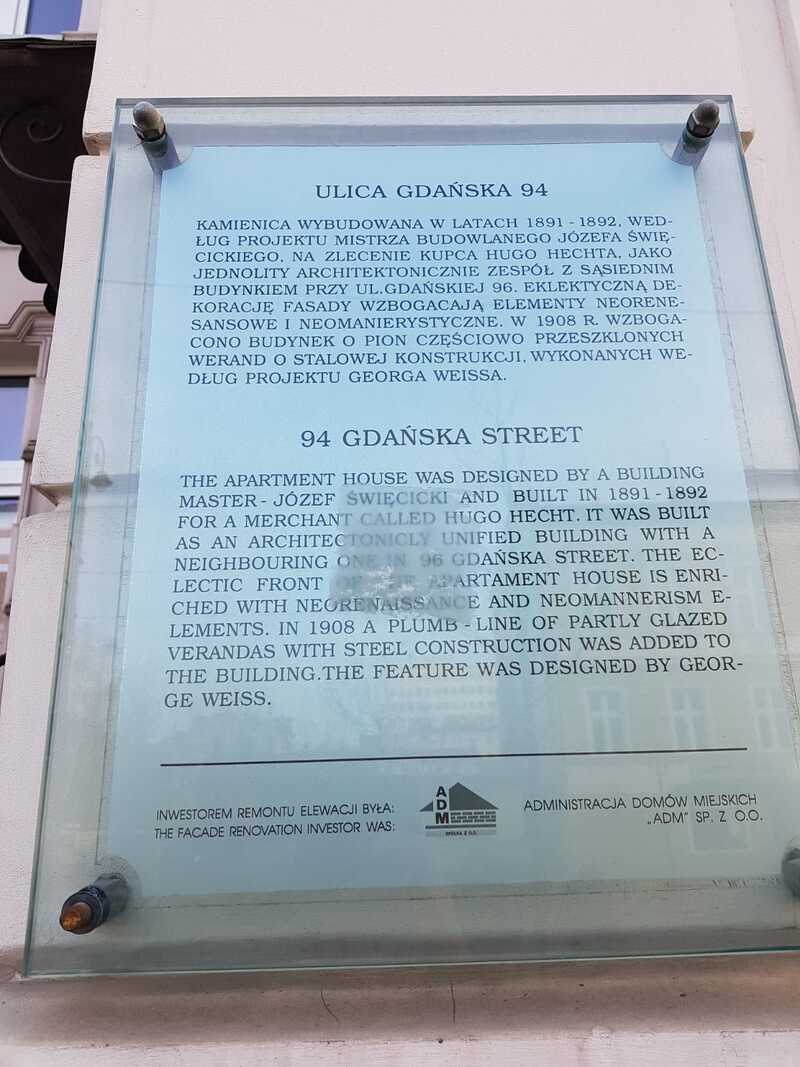 ULICA GDAŃSKA 94
KAMIENICA WYBUDOWANA W LATACH 1891 - 1892, WED-
ŁUG PROJEKTU MISTRZA BUDOWLANEGO JÓZEFA ŚWIĘ-
CICKIEGO, NA ZLECENIE KUPCA HUGO HECHTA, JAKO
JEDNOLITY ARCHITEKTONICZNIE ZESPÓŁ Z SĄSIEDNIM
BUDYNKIEM PRZY UL.GDAŃSKIEJ 96. EKLEKTYCZNĄ DE-
KORACJĘ FASADY WZBOGACAJĄ ELEMENTY NEORENE-
SANSOWE I NEOMANIERYSTYCZNE. W 1908 R. WZBOGA-
CONO BUDYNEK O PION CZĘŚCIOWO PRZESZKLONYCH
WERAND O STALOWEJ KONSTRUKCJI, WYKONANYCH WE-
DŁUG PROJEKTU GEORGA WEISSA.
94 GDAŃSKA STREET
THE APARTMENT HOUSE WAS DESIGNED BY A BUILDING
MASTER - JÓZEF ŚWIĘCICKI AND BUILT IN 1891 - 1892
FOR A MERCHANT CALLED HUGO HECHT. IT WAS BUILT
AS AN ARCHITECTONICLY UNIFIED BUILDING WITH A
NEIGHBOURING ONE IN 96 GDAŃSKA STREET. THE EC-
LECTIC FRONT OF THE APARTAMENT HOUSE IS ENRI-
CHED WITH NEORENAISSANCE AND NEOMANNERISM E-
LEMENTS. IN 1908 A PLUMB - LINE OF PARTLY GLAZED
VERANDAS WITH STEEL CONSTRUCTION WAS ADDED TO
THE BUILDING.THE FEATURE WAS DESIGNED BY GEOR-
GE WEISS.
INWESTOREM REMONTU ELEWACJI BYŁA:
THE FACADE RENOVATION INVESTOR WAS:
ADM
SPÓŁKA Z O.O.
ADMINISTRACJA DOMÓW MIEJSKICH
„ADM" SP. Z O.O.